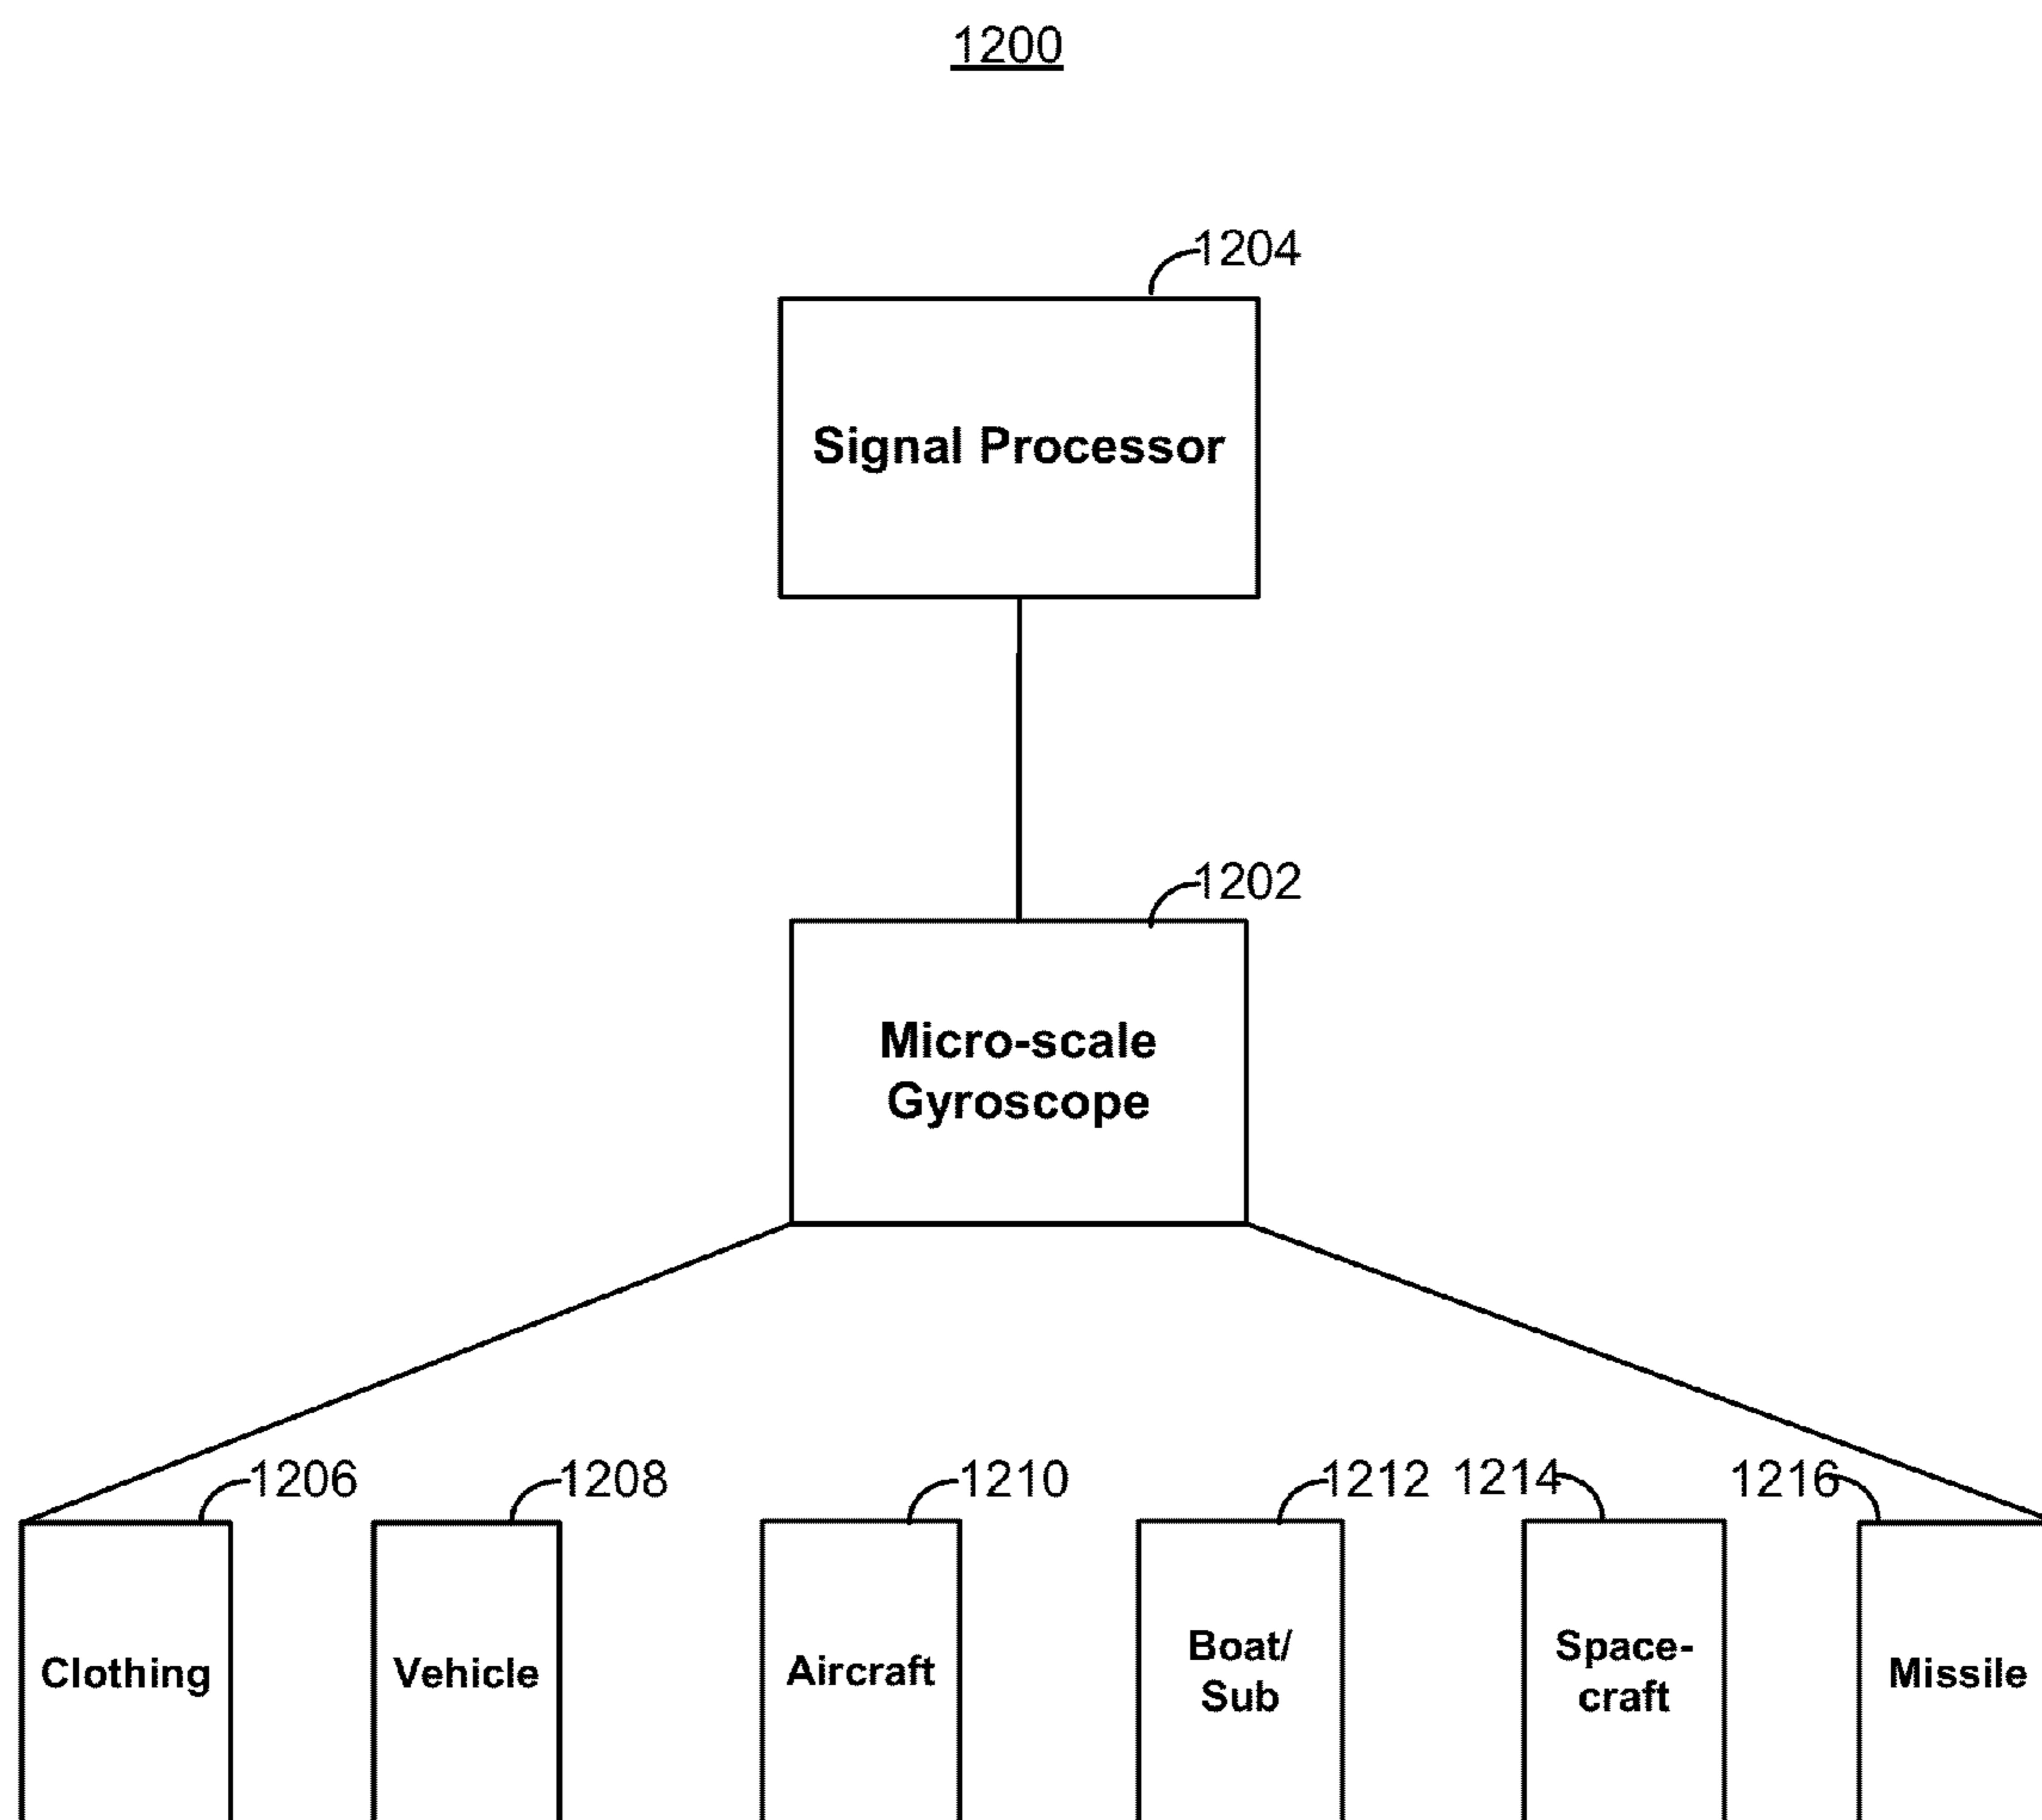 1200
1204
Signal Processor
1202
Micro-scale
Gyroscope
1206
1208
1210
1212
1214
1216
Clothing
Vehicle
Aircraft
Boat/
Sub
Space-
craft
Missile